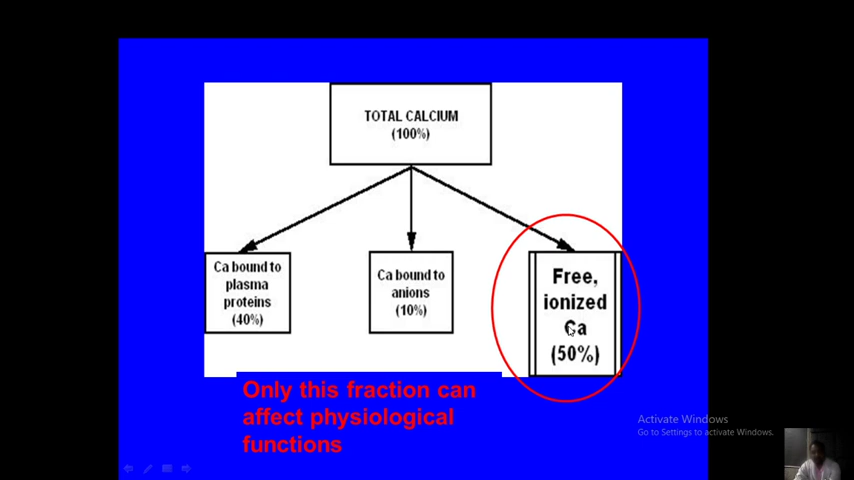 TOTAL CALCIUM
(100%)
Ca bound to
plasma
proteins
(40%)
Ca bound to
anions
(10%)
Free,
ionized
Ca
(50%)
Only this fraction can
affect physiological
functions
Activate Windows
Go to Settings to activate Windows.